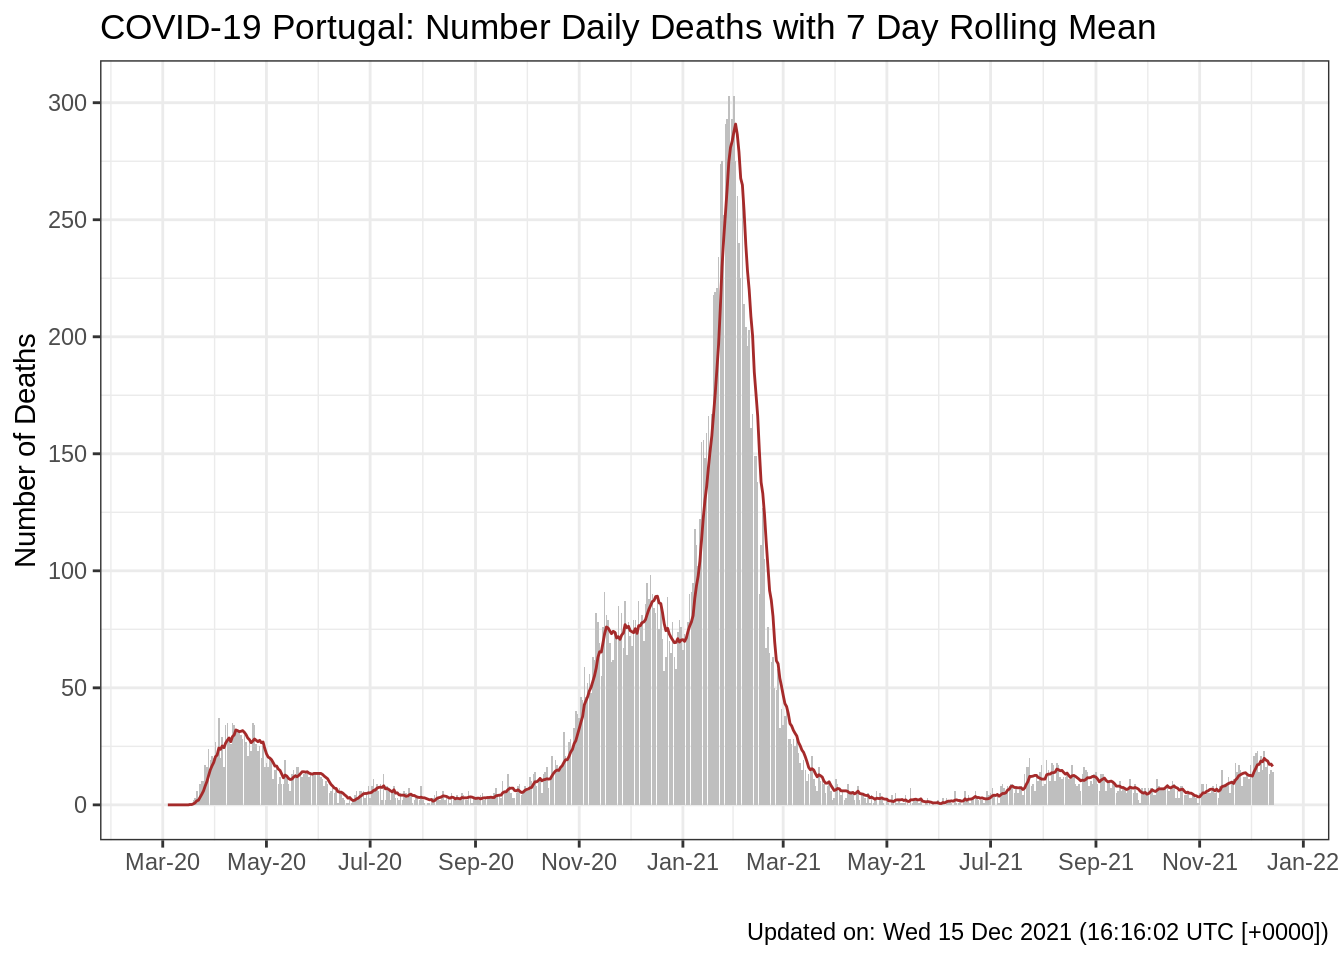 COVID-19 Portugal: Number Daily Deaths with 7 Day Rolling Mean
Number of Deaths
300
250
200
150
100
50
0
Mar-20 May-20 Jul-20 Sep-20 Nov-20 Jan-21 Mar-21 May-21 Jul-21 Sep-21 Nov-21 Jan-22
Updated on: Wed 15 Dec 2021 (16:16:02 UTC [+0000])